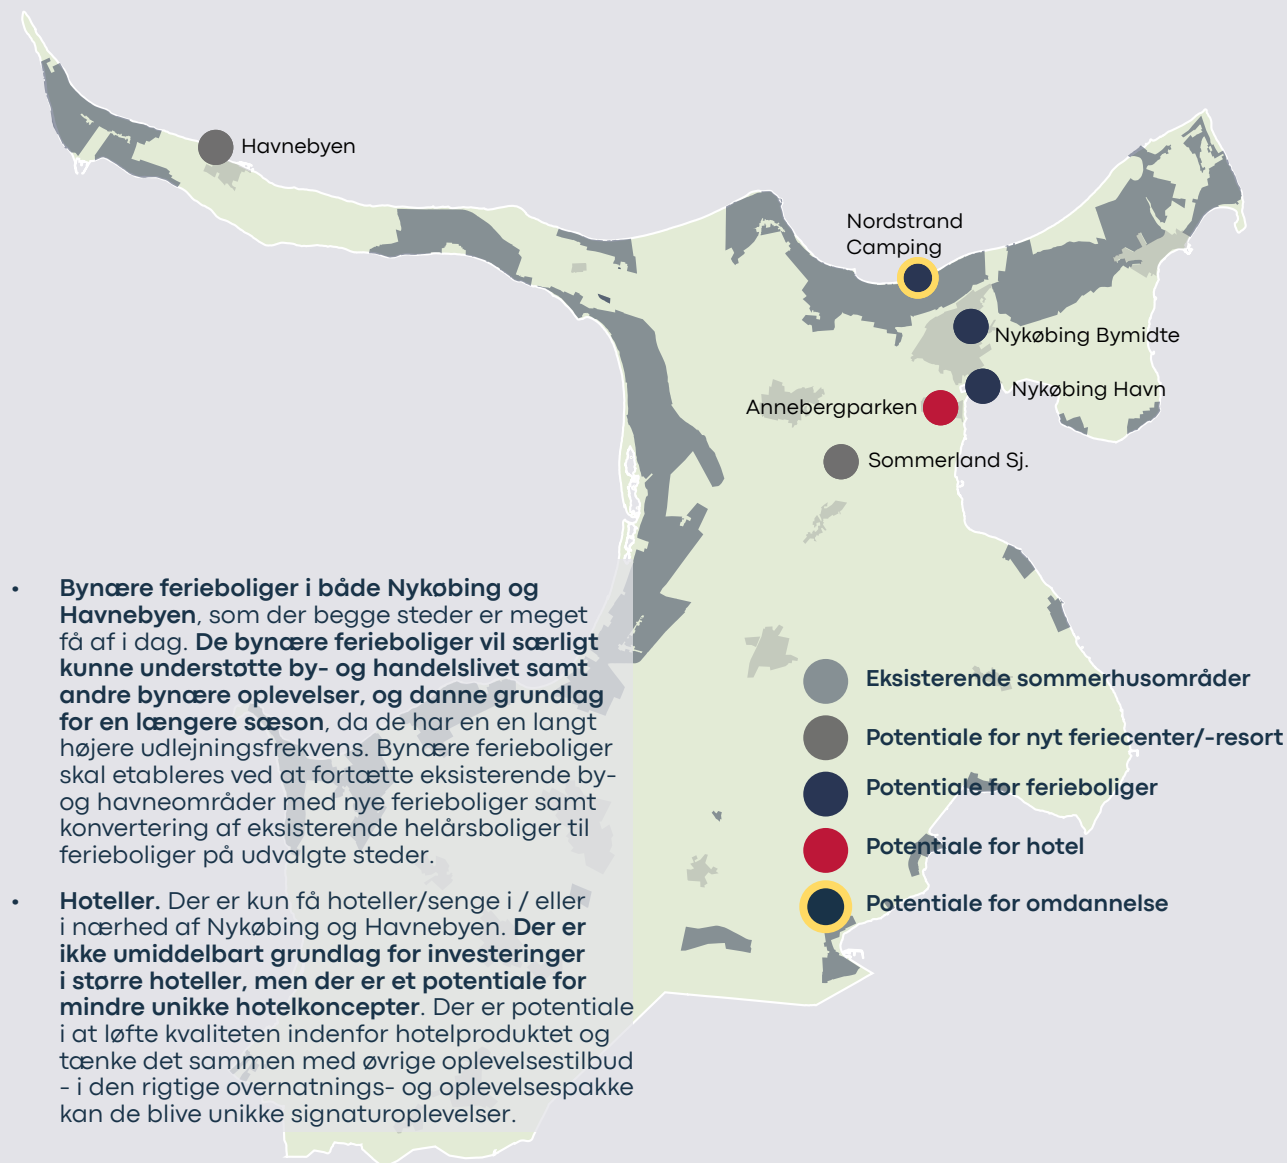 Havnebyen
Nordstrand
Camping
Nykøbing Bymidte
Nykøbing Havn
Annebergparken
Sommerland Sj.
• Bynære ferieboliger i både Nykøbing og
Havnebyen, som der begge steder er meget
få af i dag. De bynære ferieboliger vil særligt
kunne understøtte by- og handelslivet samt
andre bynære oplevelser, og danne grundlag
for en længere sæson, da de har en en langt
højere udlejningsfrekvens. Bynære ferieboliger
skal etableres ved at fortætte eksisterende by-
og havneområder med nye ferieboliger samt
konvertering af eksisterende helårsboliger til
ferieboliger på udvalgte steder.
• Hoteller. Der er kun få hoteller/senge i / eller
i nærhed af Nykøbing og Havnebyen. Der er
ikke umiddelbart grundlag for investeringer
i større hoteller, men der er et potentiale for
mindre unikke hotelkoncepter. Der er potentiale
i at løfte kvaliteten indenfor hotelproduktet og
tænke det sammen med øvrige oplevelsestilbud
- i den rigtige overnatnings- og oplevelsespakke
kan de blive unikke signaturoplevelser.
Eksisterende sommerhusområder
Potentiale for nyt feriecenter/-resort
Potentiale for ferieboliger
Potentiale for hotel
Potentiale for omdannelse